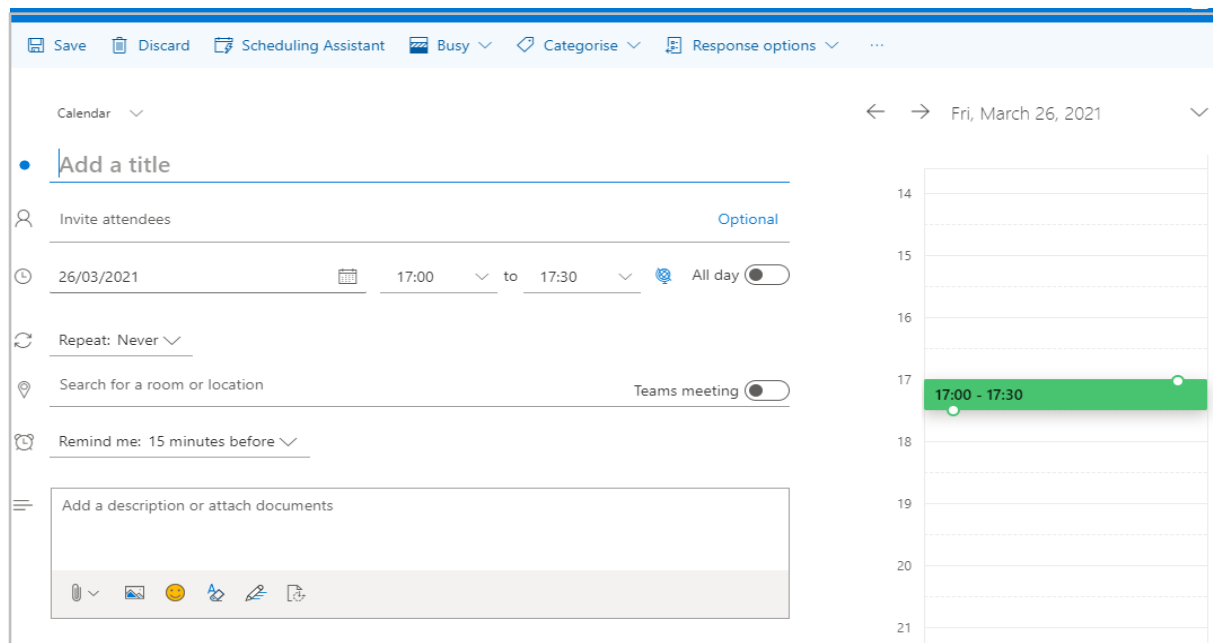 Save Discard Scheduling Assistant Busy Categorise Response options ...
Calendar
Add a title
Invite attendees Optional
26/03/2021 17:00 to 17:30 All day
Repeat: Never
Search for a room or location Teams meeting
Remind me: 15 minutes before
Add a description or attach documents
Fri, March 26, 2021
14
15
16
17
17:00 - 17:30
18
19
20
21